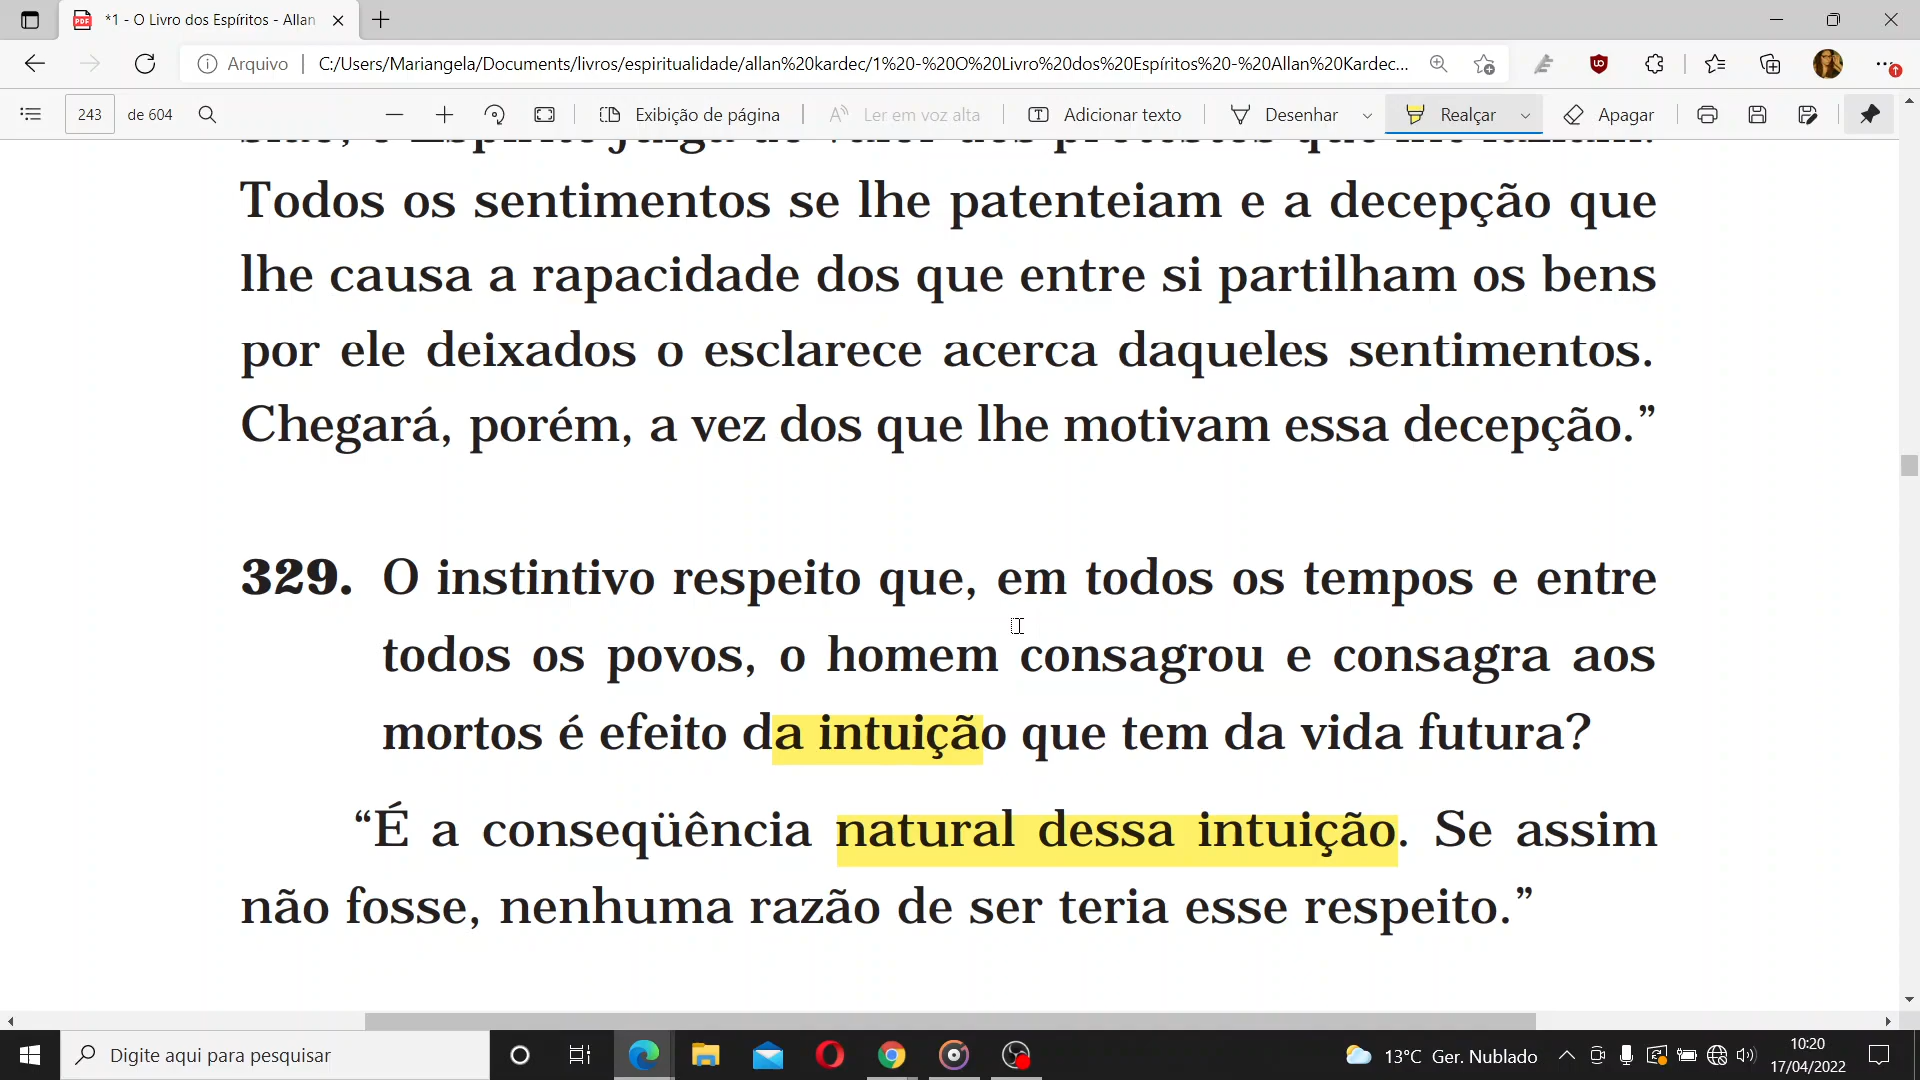 *1 - O Livro dos Espíritos - Allan
Arquivo
C:/Users/Mariangela/Documents/livros/espiritualidade/allan%20kardec/1%20-%20O%20Livro%20dos%20Espíritos%20-%20Allan%20Kardec...
243 de 604
Exibição de página
Ler em voz alta
Adicionar texto
Desenhar
Realçar
Apagar
Todos os sentimentos se lhe patenteiam e a decepção que
lhe causa a rapacidade dos que entre si partilham os bens
por ele deixados o esclarece acerca daqueles sentimentos.
Chegará, porém, a vez dos que lhe motivam essa decepção.”
329. O instintivo respeito que, em todos os tempos e entre
todos os povos, o homem consagrou e consagra aos
mortos é efeito da intuição que tem da vida futura?
“É a conseqüência natural dessa intuição. Se assim
não fosse, nenhuma razão de ser teria esse respeito.”
Digite aqui para pesquisar
13°C Ger. Nublado
10:20
17/04/2022